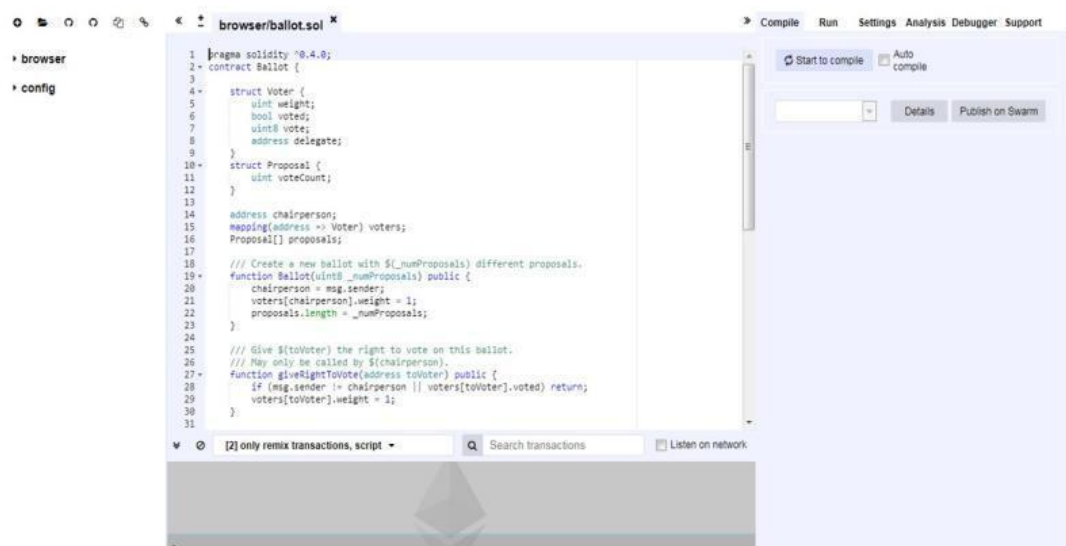 browser/ballot.sol
Compile Run Settings Analysis Debugger Support
browser
config
Start to compile
Auto compile
Details Publish on Swarm
1 pragma solidity ^0.4.0;
2 contract Ballot {
3
4 struct Voter {
5 uint weight;
6 bool voted;
7 uint8 vote;
8 address delegate;
9 }
10 struct Proposal {
11 uint voteCount;
12 }
13
14 address chairperson;
15 mapping(address => Voter) voters;
16 Proposal[] proposals;
17
18 /// Create a new ballot with $(_numProposals) different proposals.
19 function Ballot(uint8 _numProposals) public {
20 chairperson = msg.sender;
21 voters[chairperson].weight = 1;
22 proposals.length = _numProposals;
23 }
24
25 /// Give $(toVoter) the right to vote on this ballot.
26 /// May only be called by $(chairperson).
27 function giveRightToVote(address toVoter) public {
28 if (msg.sender != chairperson || voters[toVoter].voted) return;
29 voters[toVoter].weight = 1;
30 }
31
[2] only remix transactions, script
Search transactions
Listen on network